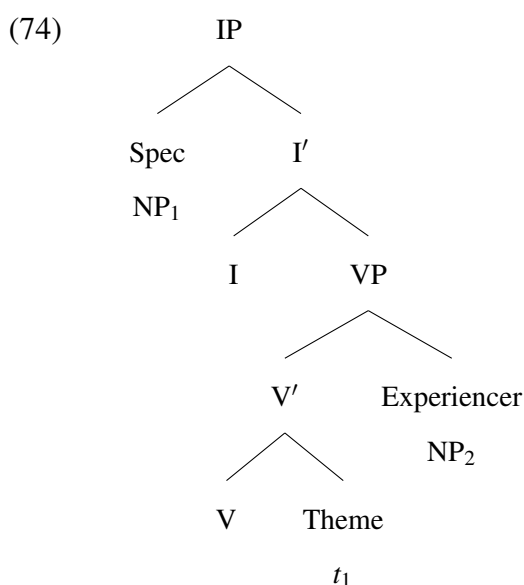 (74) IP
Spec I′
NP₁
I VP
V′ Experiencer
NP₂
V Theme
t₁